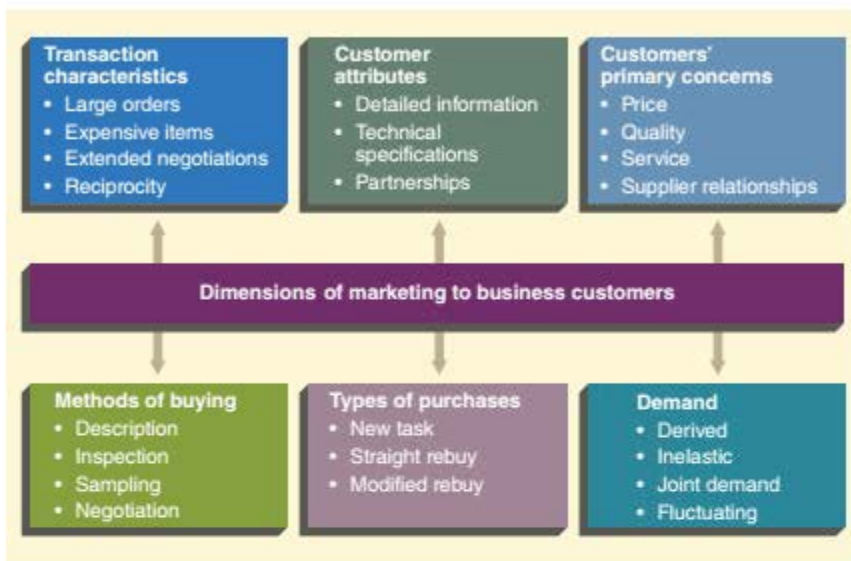 Transaction
characteristics
• Large orders
• Expensive items
• Extended negotiations
• Reciprocity
Customer
attributes
• Detailed information
• Technical
specifications
• Partnerships
Customers'
primary concerns
• Price
• Quality
• Service
• Supplier relationships
Dimensions of marketing to business customers
Methods of buying
• Description
• Inspection
• Sampling
• Negotiation
Types of purchases
• New task
• Straight rebuy
• Modified rebuy
Demand
• Derived
• Inelastic
• Joint demand
• Fluctuating